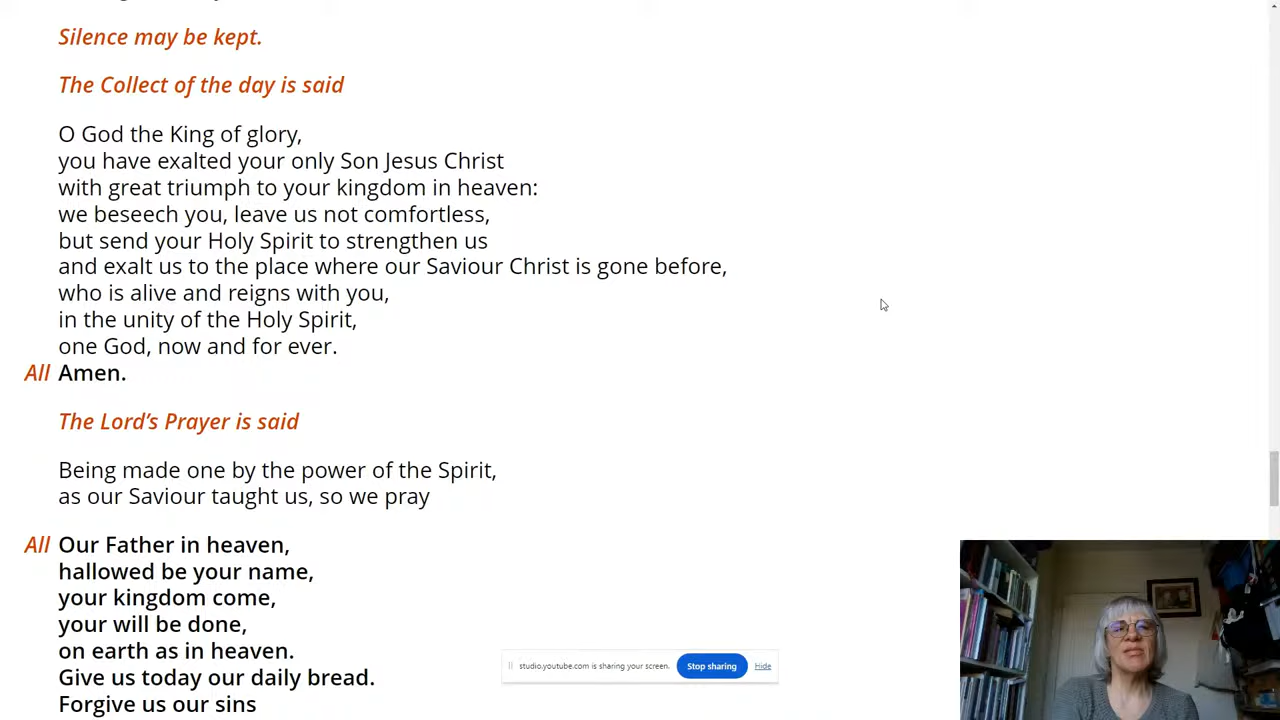 Silence may be kept.
The Collect of the day is said
O God the King of glory,
you have exalted your only Son Jesus Christ
with great triumph to your kingdom in heaven:
we beseech you, leave us not comfortless,
but send your Holy Spirit to strengthen us
and exalt us to the place where our Saviour Christ is gone before,
who is alive and reigns with you,
in the unity of the Holy Spirit,
one God, now and for ever.
All Amen.
The Lord’s Prayer is said
Being made one by the power of the Spirit,
as our Saviour taught us, so we pray
All Our Father in heaven,
hallowed be your name,
your kingdom come,
your will be done,
on earth as in heaven.
Give us today our daily bread.
Forgive us our sins
studio.youtube.com is sharing your screen. Stop sharing Hide